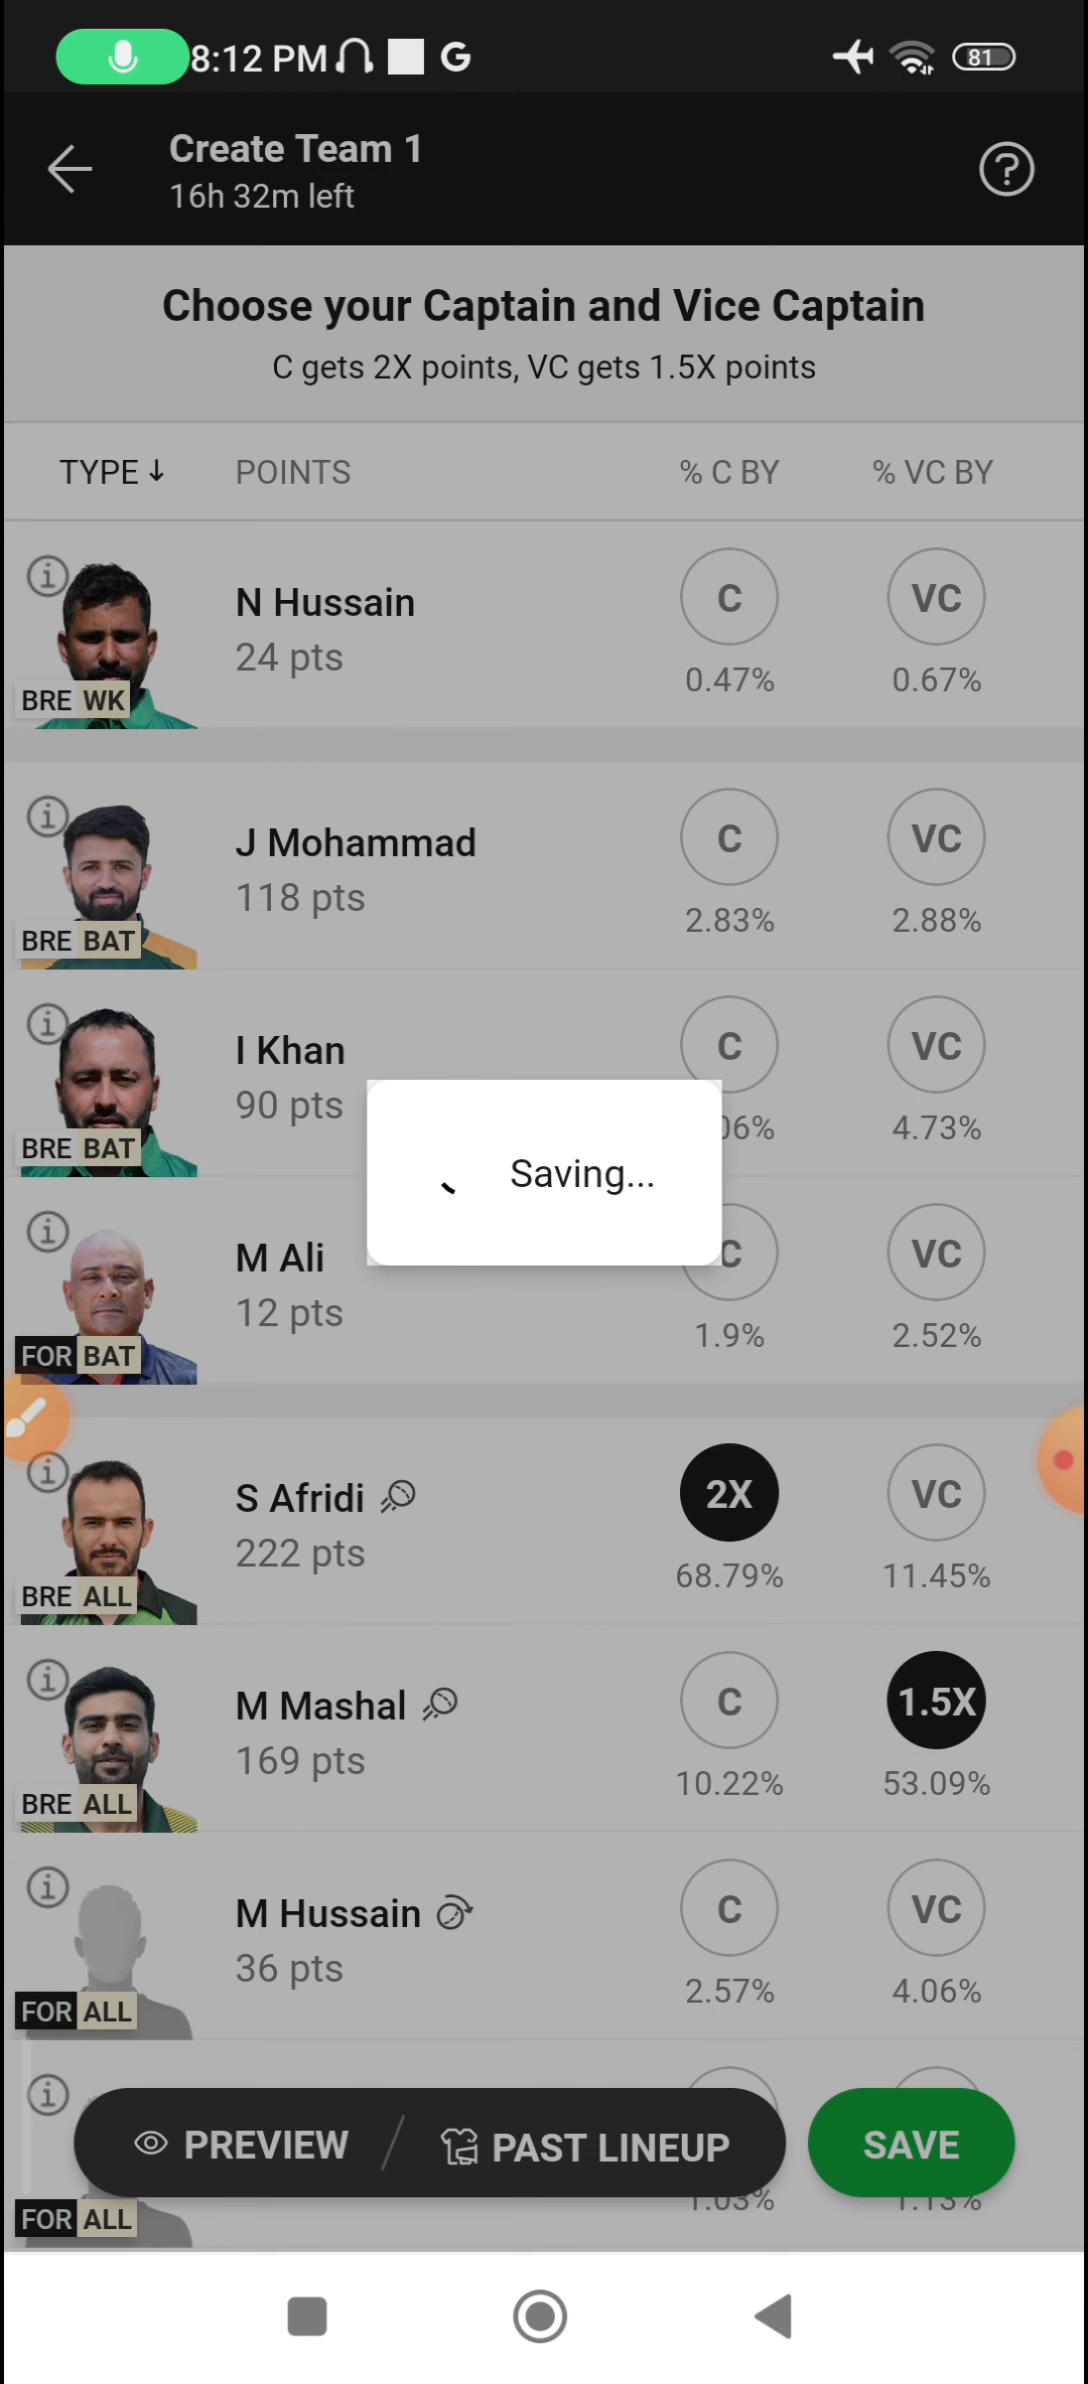 8:12 PM G 81
Create Team 1
16h 32m left
Choose your Captain and Vice Captain
C gets 2X points, VC gets 1.5X points
TYPE ↓ POINTS % C BY % VC BY
N Hussain C VC
24 pts 0.47% 0.67%
BRE WK
J Mohammad C VC
118 pts 2.83% 2.88%
BRE BAT
I Khan C VC
90 pts 06% 4.73%
BRE BAT
Saving...
M Ali C VC
12 pts 1.9% 2.52%
FOR BAT
S Afridi 2X VC
222 pts 68.79% 11.45%
BRE ALL
M Mashal C 1.5X
169 pts 10.22% 53.09%
BRE ALL
M Hussain C VC
36 pts 2.57% 4.06%
FOR ALL
PREVIEW / PAST LINEUP SAVE
1.03% 1.13%
FOR ALL